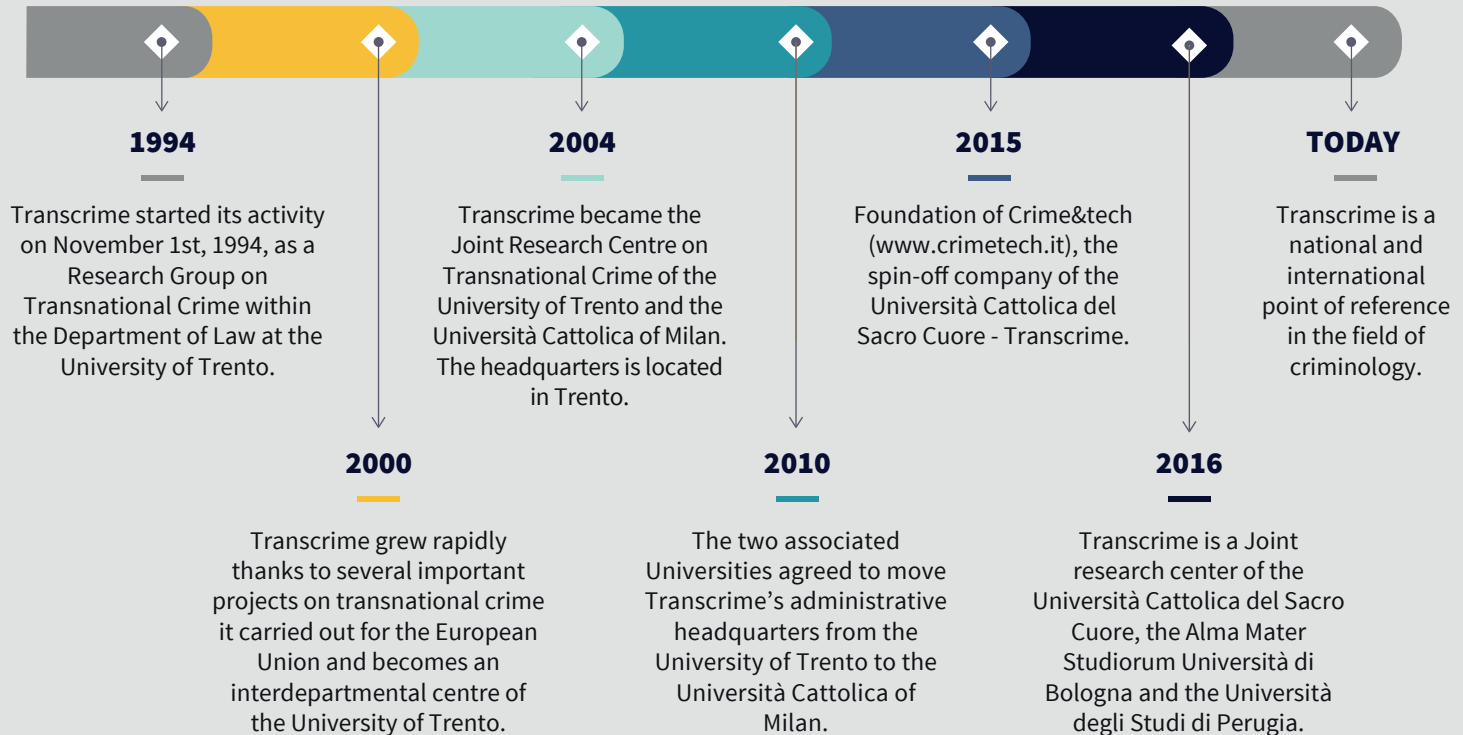 1994
Transcrime started its activity
on November 1st, 1994, as a
Research Group on
Transnational Crime within
the Department of Law at the
University of Trento.
2000
Transcrime grew rapidly
thanks to several important
projects on transnational crime
it carried out for the European
Union and becomes an
interdepartmental centre of
the University of Trento.
2004
Transcrime became the
Joint Research Centre on
Transnational Crime of the
University of Trento and the
Università Cattolica of Milan.
The headquarters is located
in Trento.
2010
The two associated
Universities agreed to move
Transcrime’s administrative
headquarters from the
University of Trento to the
Università Cattolica of
Milan.
2015
Foundation of Crime&tech
(www.crimetech.it), the
spin-off company of the
Università Cattolica del
Sacro Cuore - Transcrime.
2016
Transcrime is a Joint
research center of the
Università Cattolica del Sacro
Cuore, the Alma Mater
Studiorum Università di
Bologna and the Università
degli Studi di Perugia.
TODAY
Transcrime is a
national and
international
point of reference
in the field of
criminology.